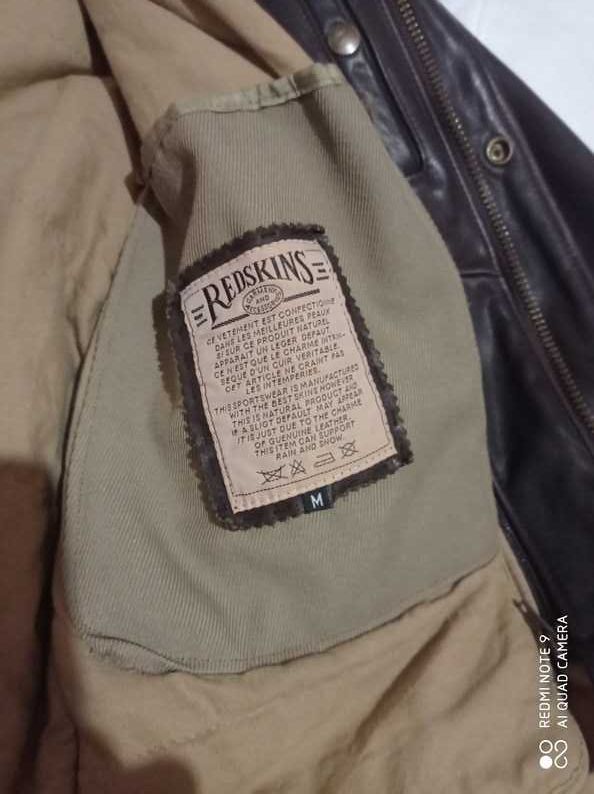 REDSKINS
GARMENT
AND
ACCESSORIES
CE VETEMENT EST CONFECTIONNE
DANS LES MEILLEURES PEAUX
SI SUR CE PRODUIT NATUREL
APPARAIT UN LEGER DEFAUT
CE N'EST QUE LE CHARME INTRIN-
SEQUE D'UN CUIR VERITABLE.
CET ARTICLE NE CRAINT PAS
LES INTEMPERIES.
THIS SPORTSWEAR IS MANUFACTURED
WITH THE BEST SKINS HOWEVER
THIS IS NATURAL PRODUCT AND
IF A SLIGT DEFAULT MAY APPEAR
IT IS JUST DUE TO THE CHARME
OF GUENUINE LEATHER.
THIS ITEM CAN SUPPORT
RAIN AND SNOW.
M
REDMI NOTE 9
AI QUAD CAMERA